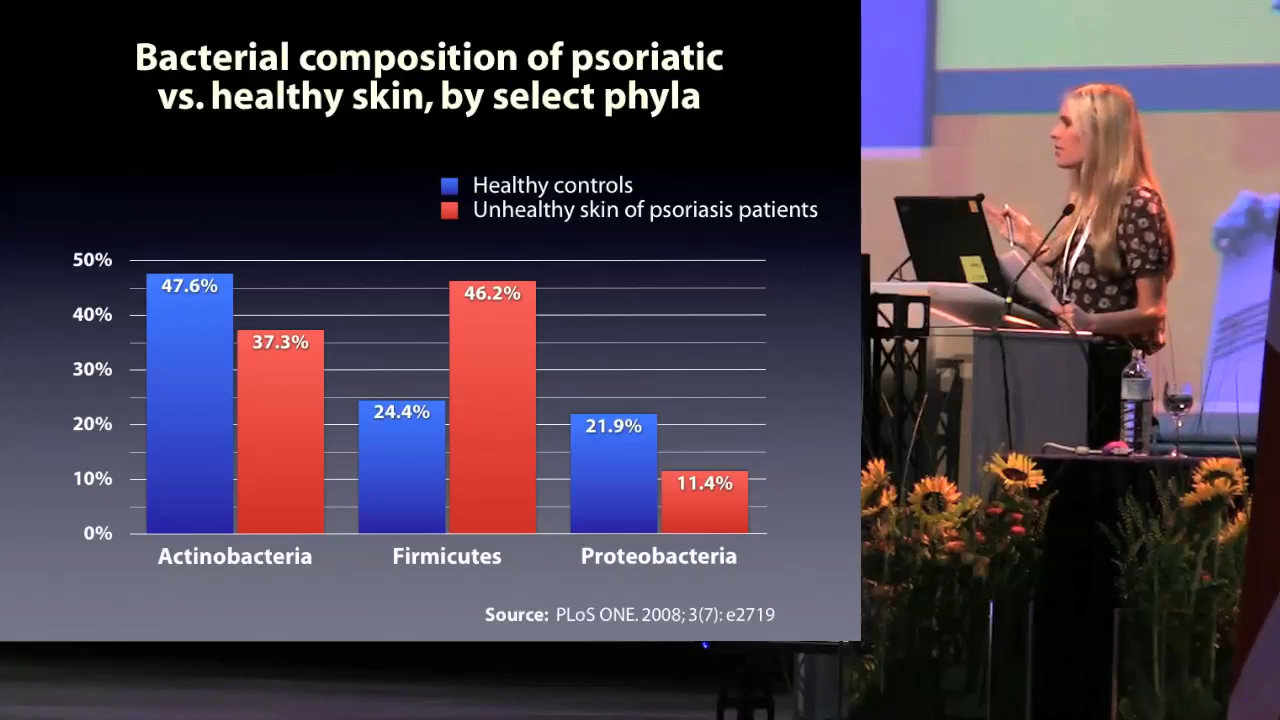 Bacterial composition of psoriatic
vs. healthy skin, by select phyla
Healthy controls
Unhealthy skin of psoriasis patients
50%
40%
30%
20%
10%
0%
47.6%
37.3%
24.4%
46.2%
21.9%
11.4%
Actinobacteria
Firmicutes
Proteobacteria
Source: PLoS ONE. 2008; 3(7): e2719